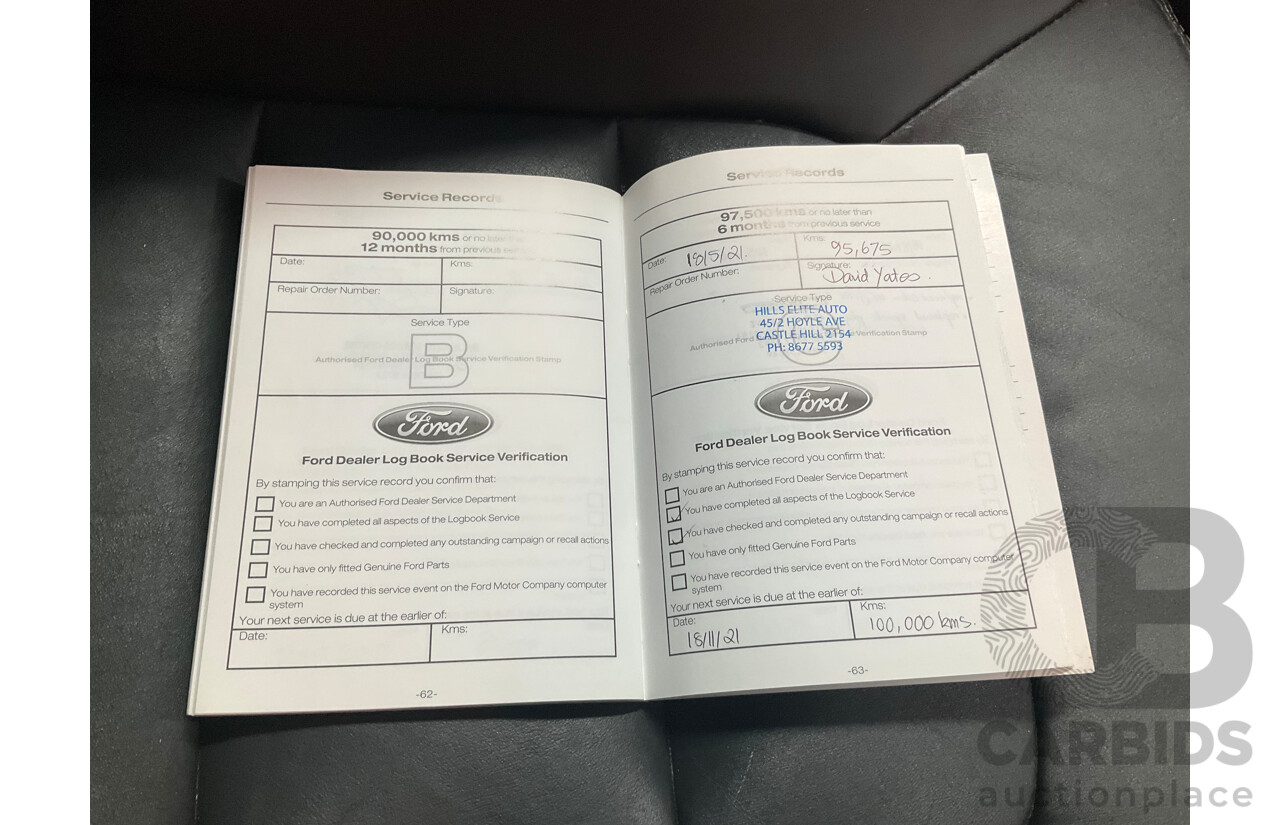 Service Records
90,000 kms or no later than
12 months from previous service
Date:
Kms:
Repair Order Number:
Signature:
Service Type
B
Authorised Ford Dealer Log Book Service Verification Stamp
Ford
Ford Dealer Log Book Service Verification
By stamping this service record you confirm that:
You are an Authorised Ford Dealer Service Department
You have completed all aspects of the Logbook Service
You have checked and completed any outstanding campaign or recall actions
You have only fitted Genuine Ford Parts
You have recorded this service event on the Ford Motor Company computer
system
Your next service is due at the earlier of:
Date:
Kms:
-62-
Service Records
97,500 kms or no later than
6 months from previous service
Date: 18/5/21.
Kms: 95,675
Repair Order Number:
Signature: David Yates.
Service Type
HILLS ELITE AUTO
45/2 HOYLE AVE
CASTLE HILL 2154
PH: 8677 5593
Authorised Ford Verification Stamp
Ford
Ford Dealer Log Book Service Verification
By stamping this service record you confirm that:
You are an Authorised Ford Dealer Service Department
You have completed all aspects of the Logbook Service
You have checked and completed any outstanding campaign or recall actions
You have only fitted Genuine Ford Parts
You have recorded this service event on the Ford Motor Company computer
system
Your next service is due at the earlier of:
Date: 18/11/21
Kms: 100,000 kms.
-63-
CB
CARBIDS
auctionplace